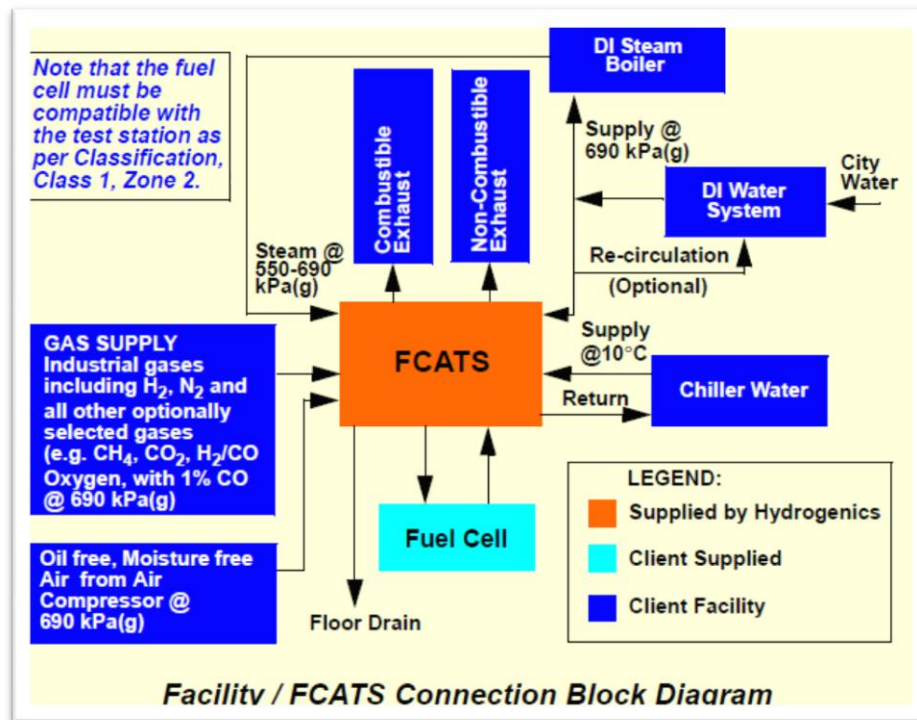 Note that the fuel
cell must be
compatible with
the test station as
per Classification,
Class 1, Zone 2.
DI Steam
Boiler
Combustible
Exhaust
Non-Combustible
Exhaust
Supply @
690 kPa(g)
City
Water
DI Water
System
Steam @
550-690
kPa(g)
Re-circulation
(Optional)
GAS SUPPLY
Industrial gases
including H₂, N₂ and
all other optionally
selected gases
(e.g. CH₄, CO₂, H₂/CO
Oxygen, with 1% CO
@ 690 kPa(g)
FCATS
Supply
@10°C
Return
Chiller Water
Oil free, Moisture free
Air from Air
Compressor @
690 kPa(g)
Fuel Cell
Floor Drain
LEGEND:
Supplied by Hydrogenics
Client Supplied
Client Facility
Facility / FCATS Connection Block Diagram